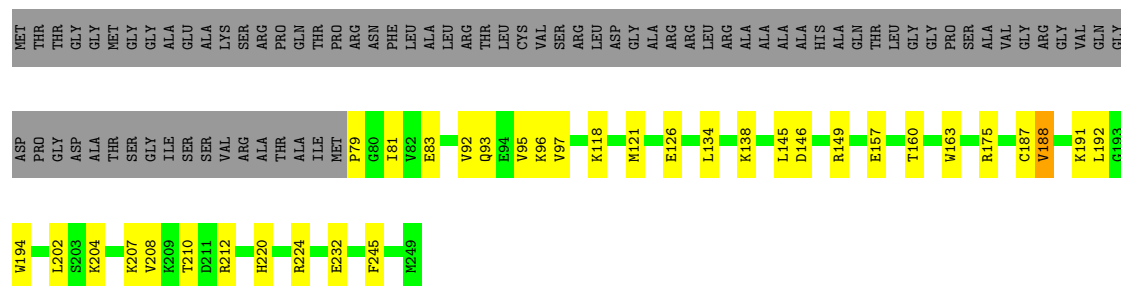 MET THR THR GLY GLY MET GLY GLY ALA GLU ALA LYS SER ARG PRO GLN THR PRO ARG ASN PHE LEU ALA LEU ARG THR LEU CYS VAL SER ARG LEU ASP GLY ALA ARG ARG LEU ARG ALA ALA ALA ALA HIS ALA GLN THR LEU GLY GLY PRO SER ALA VAL GLY ARG GLY VAL GLN GLY
ASP PRO GLY ASP ALA THR SER GLY ILE SER SER VAL ARG ALA THR ALA ILE MET P79 G80 I81 V82 E83 V92 Q93 E94 V95 K96 V97 K118 M121 E126 L134 K138 L145 D146 R149 E157 T160 W163 R175 C187 V188 K191 L192 G193
W194 L202 S203 K204 K207 V208 K209 T210 D211 R212 H220 R224 E232 F245 M249